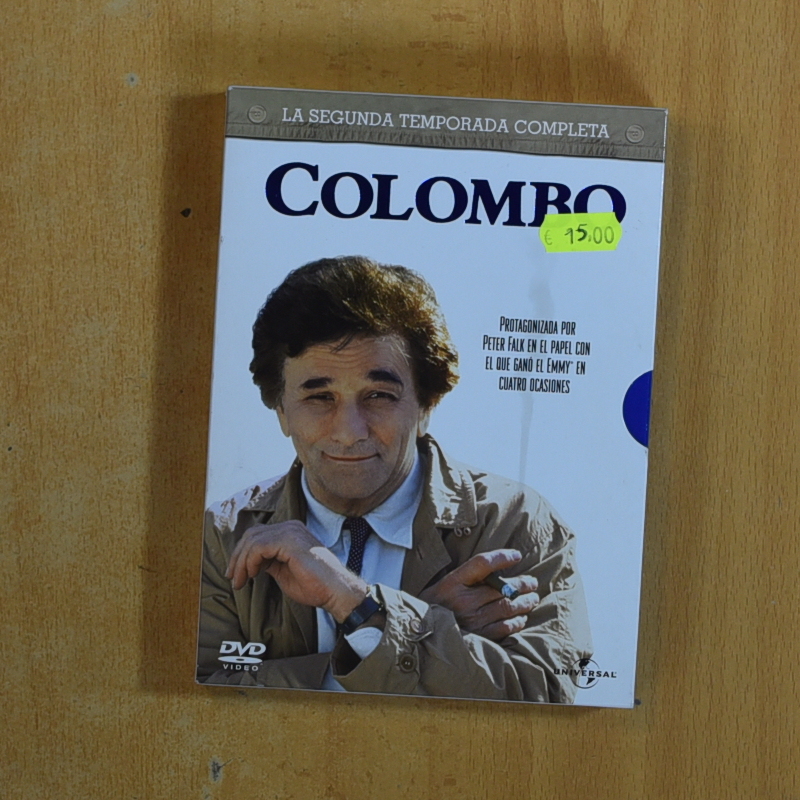 LA SEGUNDA TEMPORADA COMPLETA
COLOMBO
€ 15.00
PROTAGONIZADA POR
PETER FALK EN EL PAPEL CON
EL QUE GANÓ EL EMMY® EN
CUATRO OCASIONES
DVD
VIDEO
UNIVERSAL